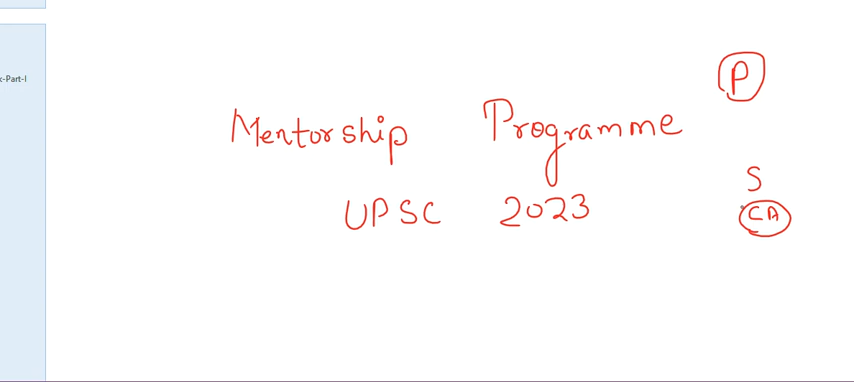 P
k-Part-I
Mentorship Programme
S
UPSC 2023
CA